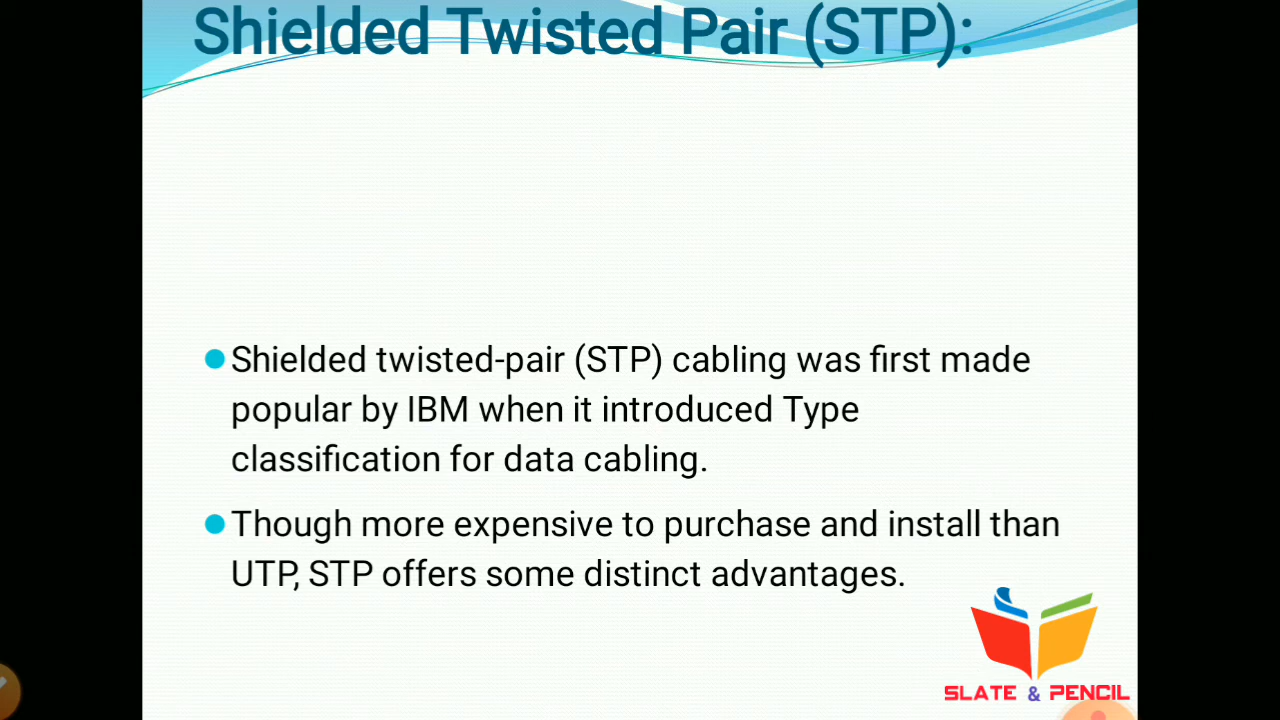 Shielded Twisted Pair (STP):
Shielded twisted-pair (STP) cabling was first made
popular by IBM when it introduced Type
classification for data cabling.
Though more expensive to purchase and install than
UTP, STP offers some distinct advantages.
SLATE & PENCIL